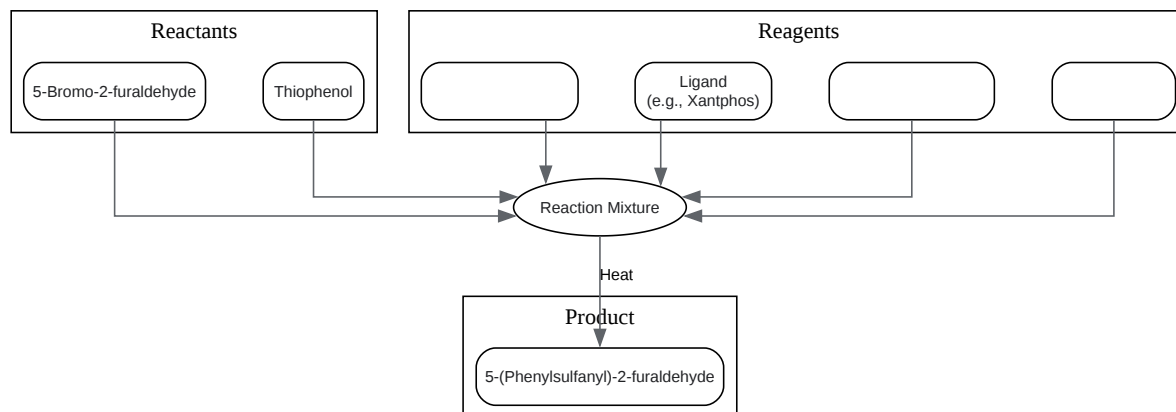 Reactants
Reagents
5-Bromo-2-furaldehyde
Thiophenol
Ligand
(e.g., Xantphos)
Reaction Mixture
Heat
Product
5-(Phenylsulfanyl)-2-furaldehyde